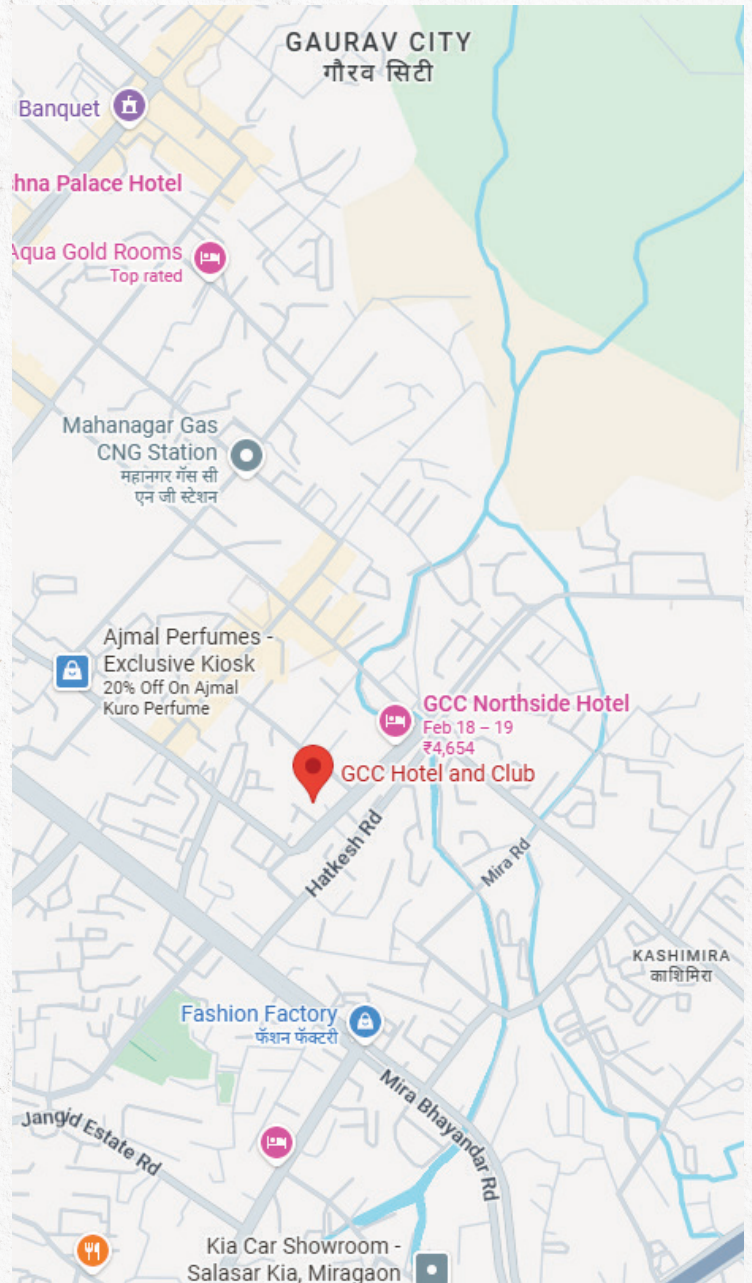 GAURAV CITY
गौरव सिटी
Banquet
hna Palace Hotel
Aqua Gold Rooms
Top rated
Mahanagar Gas
CNG Station
महानगर गॅस सी
एन जी स्टेशन
Ajmal Perfumes -
Exclusive Kiosk
20% Off On Ajmal
Kuro Perfume
GCC Northside Hotel
Feb 18 – 19
₹4,654
GCC Hotel and Club
Hatkesh Rd
Mira Rd
KASHIMIRA
काशिमिरा
Fashion Factory
फॅशन फॅक्टरी
Mira Bhayandar Rd
Jangid Estate Rd
Kia Car Showroom -
Salasar Kia, Miragaon